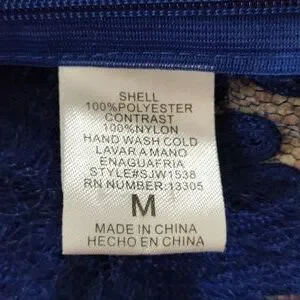 SHELL
100%POLYESTER
CONTRAST
100%NYLON
HAND WASH COLD
LAVAR A MANO
ENAGUAFRIA
STYLE#SJW1538
RN NUMBER:13305
M
MADE IN CHINA
HECHO EN CHINA